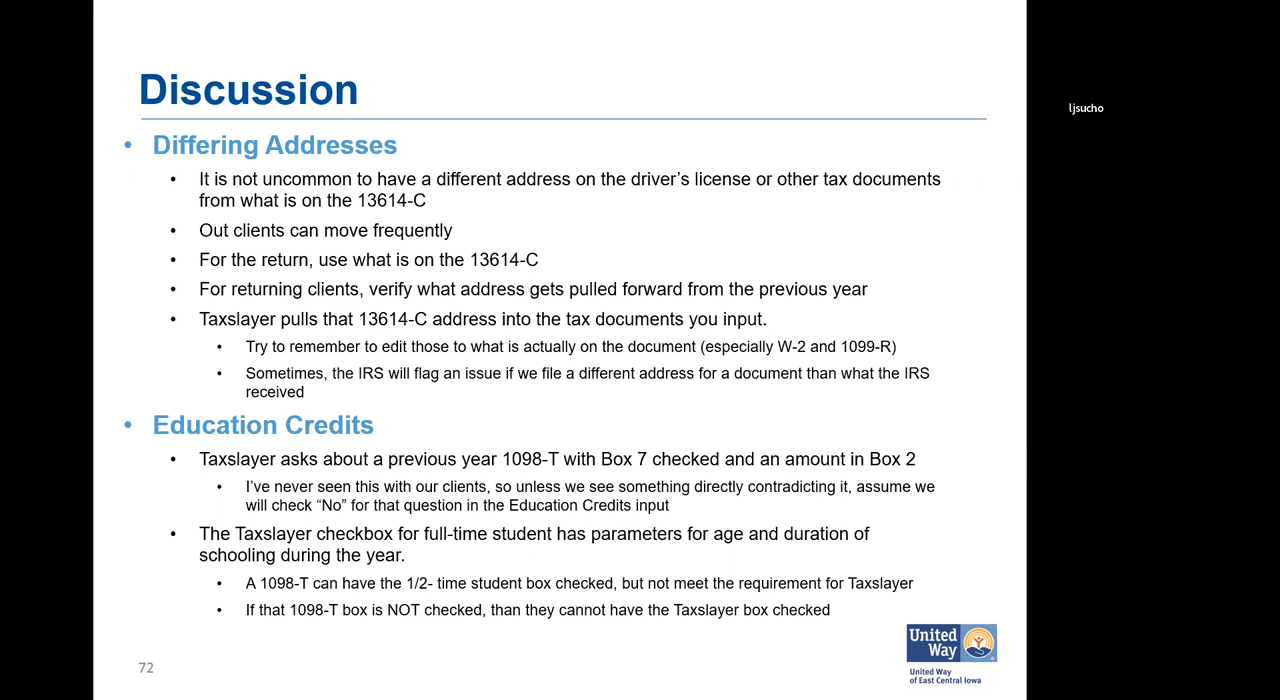 Discussion
ljsucho
• Differing Addresses
• It is not uncommon to have a different address on the driver’s license or other tax documents
from what is on the 13614-C
• Out clients can move frequently
• For the return, use what is on the 13614-C
• For returning clients, verify what address gets pulled forward from the previous year
• Taxslayer pulls that 13614-C address into the tax documents you input.
• Try to remember to edit those to what is actually on the document (especially W-2 and 1099-R)
• Sometimes, the IRS will flag an issue if we file a different address for a document than what the IRS
received
• Education Credits
• Taxslayer asks about a previous year 1098-T with Box 7 checked and an amount in Box 2
• I’ve never seen this with our clients, so unless we see something directly contradicting it, assume we
will check “No” for that question in the Education Credits input
• The Taxslayer checkbox for full-time student has parameters for age and duration of
schooling during the year.
• A 1098-T can have the 1/2- time student box checked, but not meet the requirement for Taxslayer
• If that 1098-T box is NOT checked, than they cannot have the Taxslayer box checked
United
Way
United Way
of East Central Iowa
72